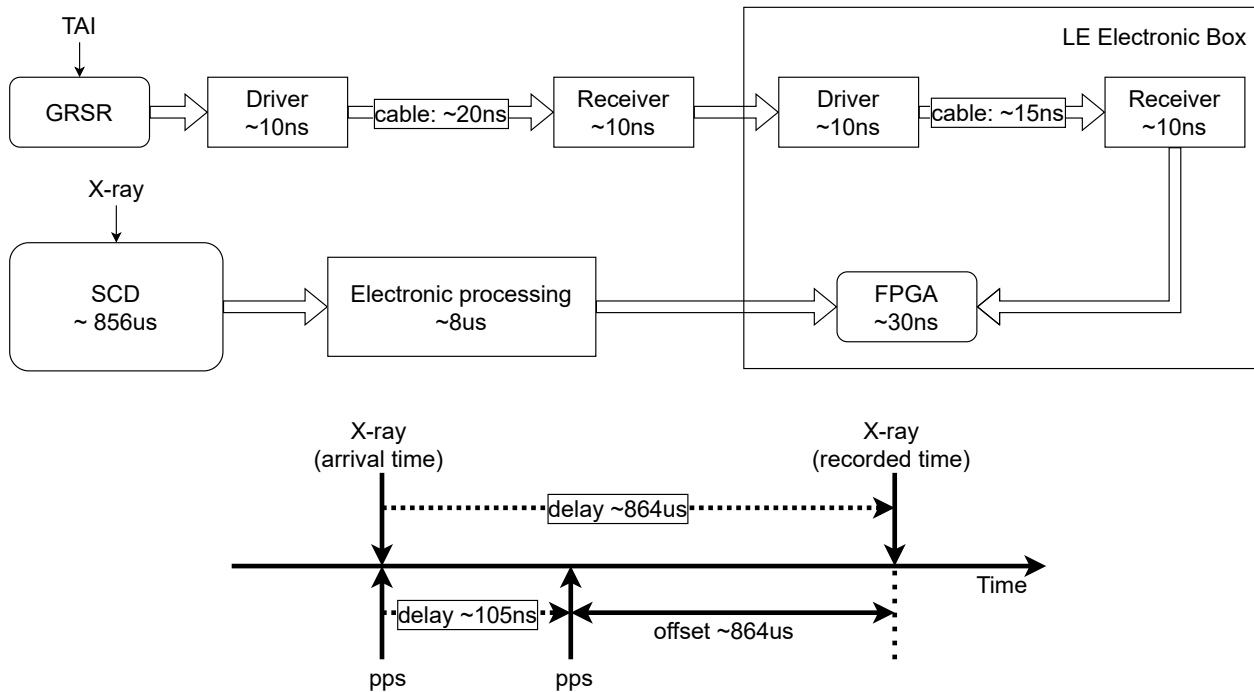 TAI
LE Electronic Box
GRSR
Driver
~10ns
cable: ~20ns
Receiver
~10ns
Driver
~10ns
cable: ~15ns
Receiver
~10ns
X-ray
SCD
~ 856us
Electronic processing
~8us
FPGA
~30ns
X-ray
(arrival time)
X-ray
(recorded time)
delay ~864us
Time
delay ~105ns
offset ~864us
pps
pps